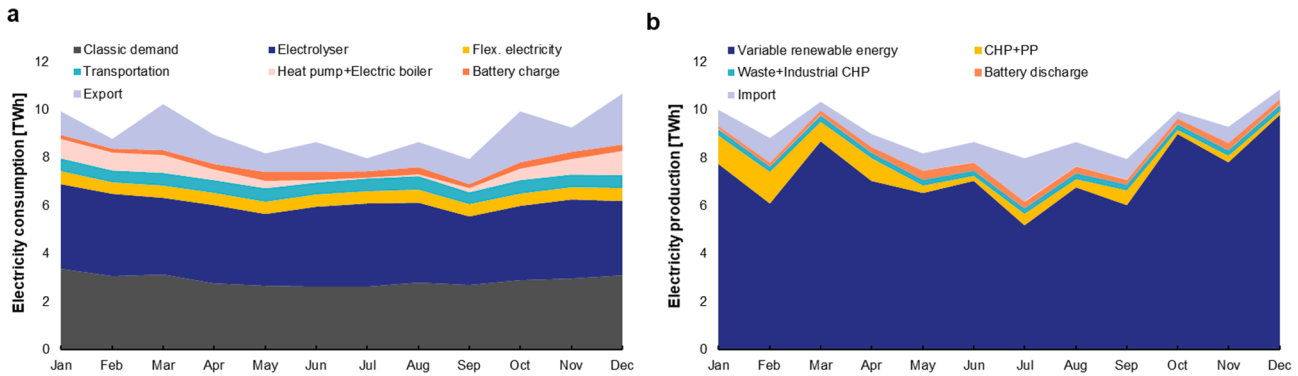 a
Classic demand Electrolyser Flex. electricity
Transportation Heat pump+Electric boiler Battery charge
Export
Electricity consumption [TWh]
12
10
8
6
4
2
0
Jan Feb Mar Apr May Jun Jul Aug Sep Oct Nov Dec
b
Variable renewable energy CHP+PP
Waste+Industrial CHP Battery discharge
Import
Electricity production [TWh]
12
10
8
6
4
2
0
Jan Feb Mar Apr May Jun Jul Aug Sep Oct Nov Dec